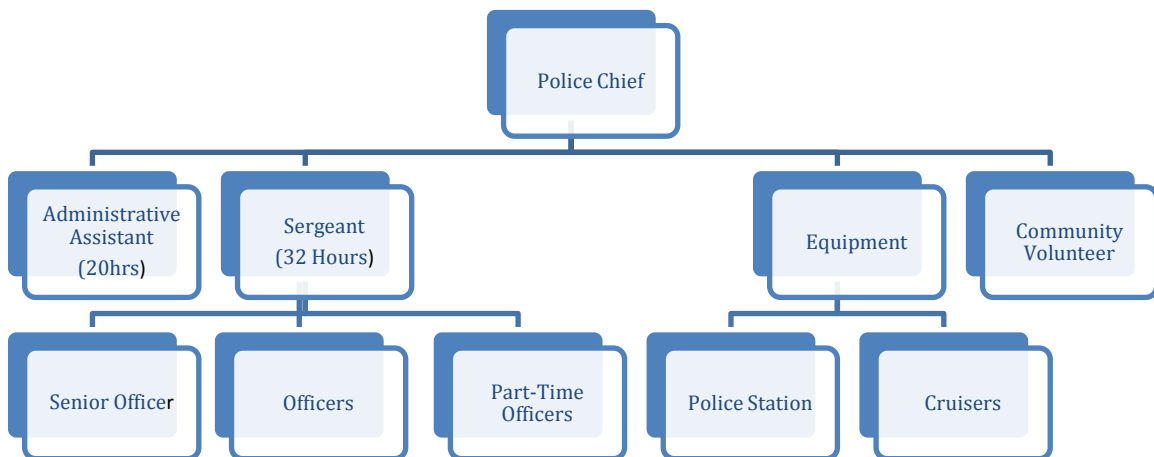 Police Chief
Administrative
Assistant
(20hrs)
Sergeant
(32 Hours)
Equipment
Community
Volunteer
Senior Officer
Officers
Part-Time
Officers
Police Station
Cruisers